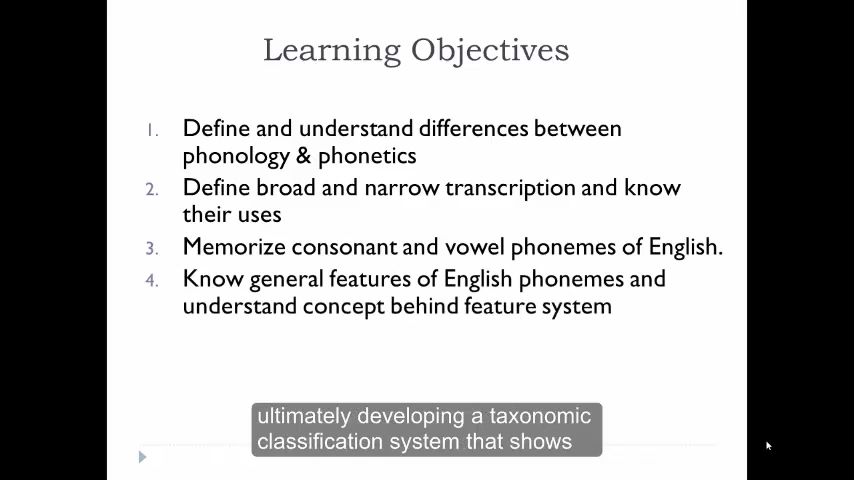 Learning Objectives
1. Define and understand differences between
phonology & phonetics
2. Define broad and narrow transcription and know
their uses
3. Memorize consonant and vowel phonemes of English.
4. Know general features of English phonemes and
understand concept behind feature system
ultimately developing a taxonomic
classification system that shows